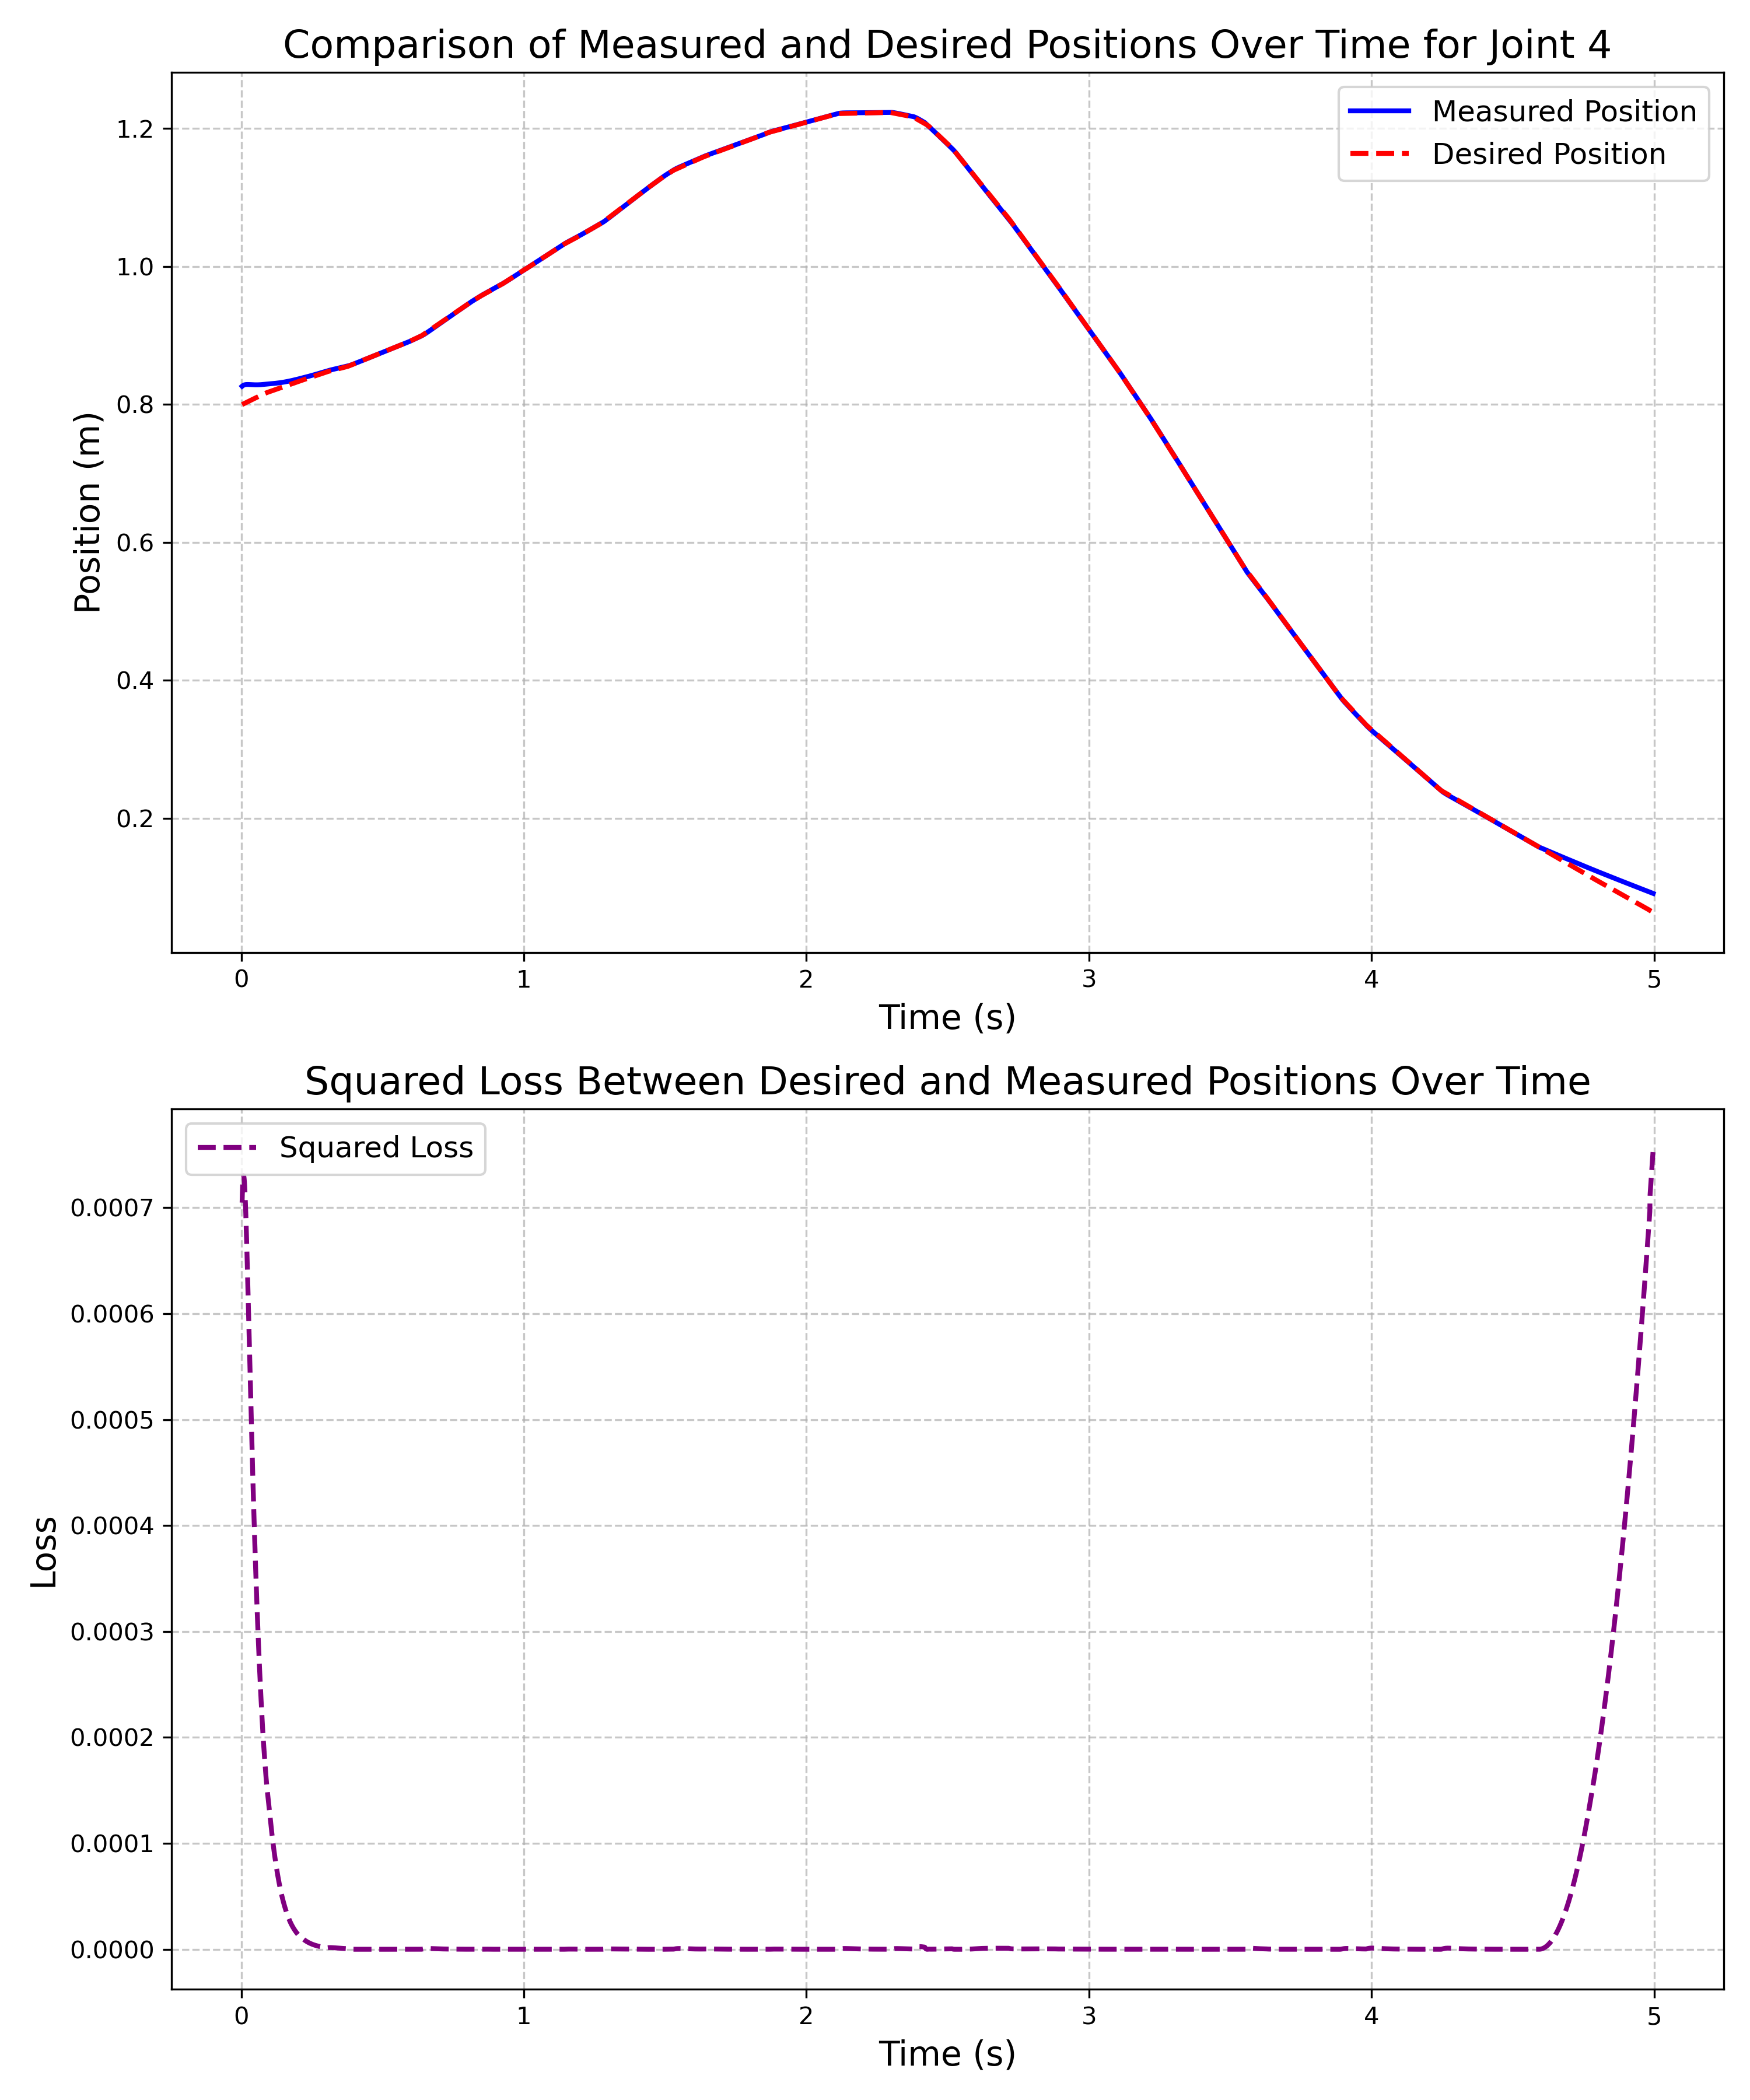 Comparison of Measured and Desired Positions Over Time for Joint 4
Measured Position
Desired Position
Position (m)
1.2
1.0
0.8
0.6
0.4
0.2
0 1 2 3 4 5
Time (s)
Squared Loss Between Desired and Measured Positions Over Time
Squared Loss
Loss
0.0007
0.0006
0.0005
0.0004
0.0003
0.0002
0.0001
0.0000
0 1 2 3 4 5
Time (s)